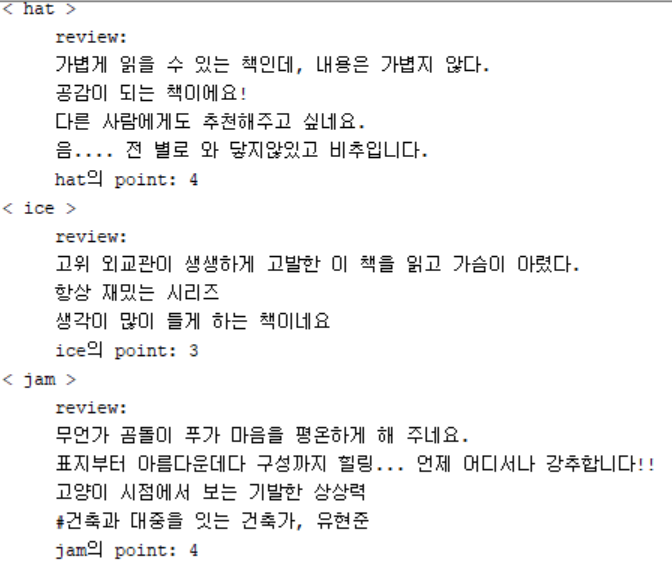 < hat >
review:
가볍게 읽을 수 있는 책인데, 내용은 가볍지 않다.
공감이 되는 책이에요!
다른 사람에게도 추천해주고 싶네요.
음.... 전 별로 와 닿지않있고 비추입니다.
hat의 point: 4
< ice >
review:
고위 외교관이 생생하게 고발한 이 책을 읽고 가슴이 아렸다.
항상 재밌는 시리즈
생각이 많이 들게 하는 책이네요
ice의 point: 3
< jam >
review:
무언가 곰돌이 푸가 마음을 평온하게 해 주네요.
표지부터 아름다운데다 구성까지 힐링... 언제 어디서나 강추합니다!!
고양이 시점에서 보는 기발한 상상력
#건축과 대중을 잇는 건축가, 유현준
jam의 point: 4